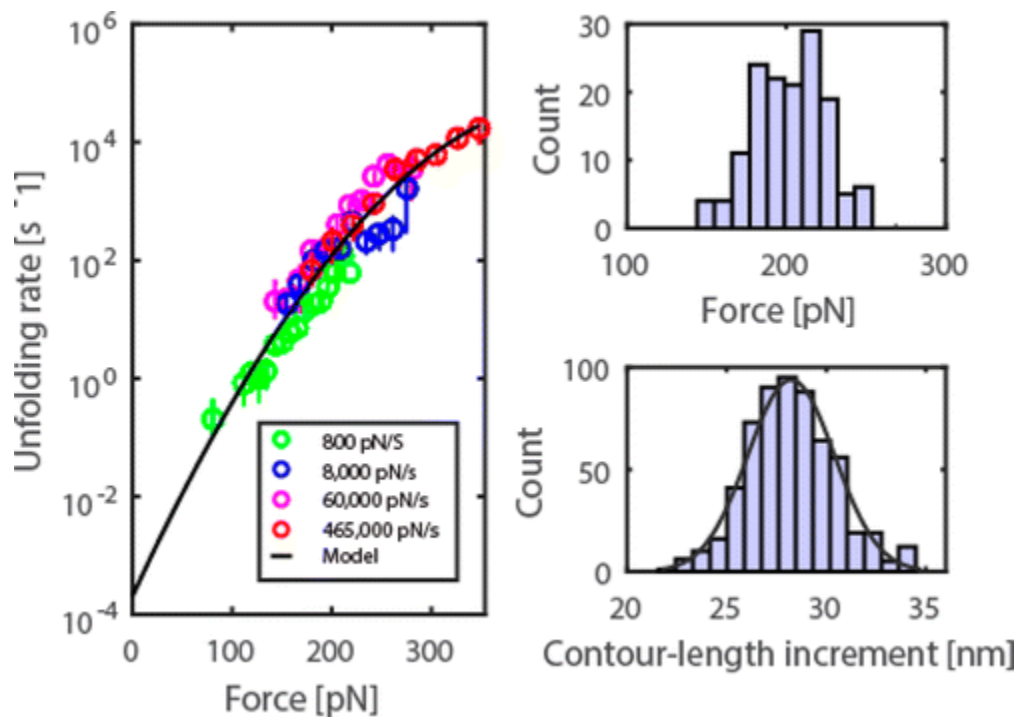 10^6
10^4
10^2
10^0
10^-2
10^-4
Unfolding rate [s ¯1]
800 pN/S
8,000 pN/s
60,000 pN/s
465,000 pN/s
Model
0
100
200
300
Force [pN]
30
20
10
0
Count
100
200
300
Force [pN]
100
50
0
Count
20
25
30
35
Contour-length increment [nm]